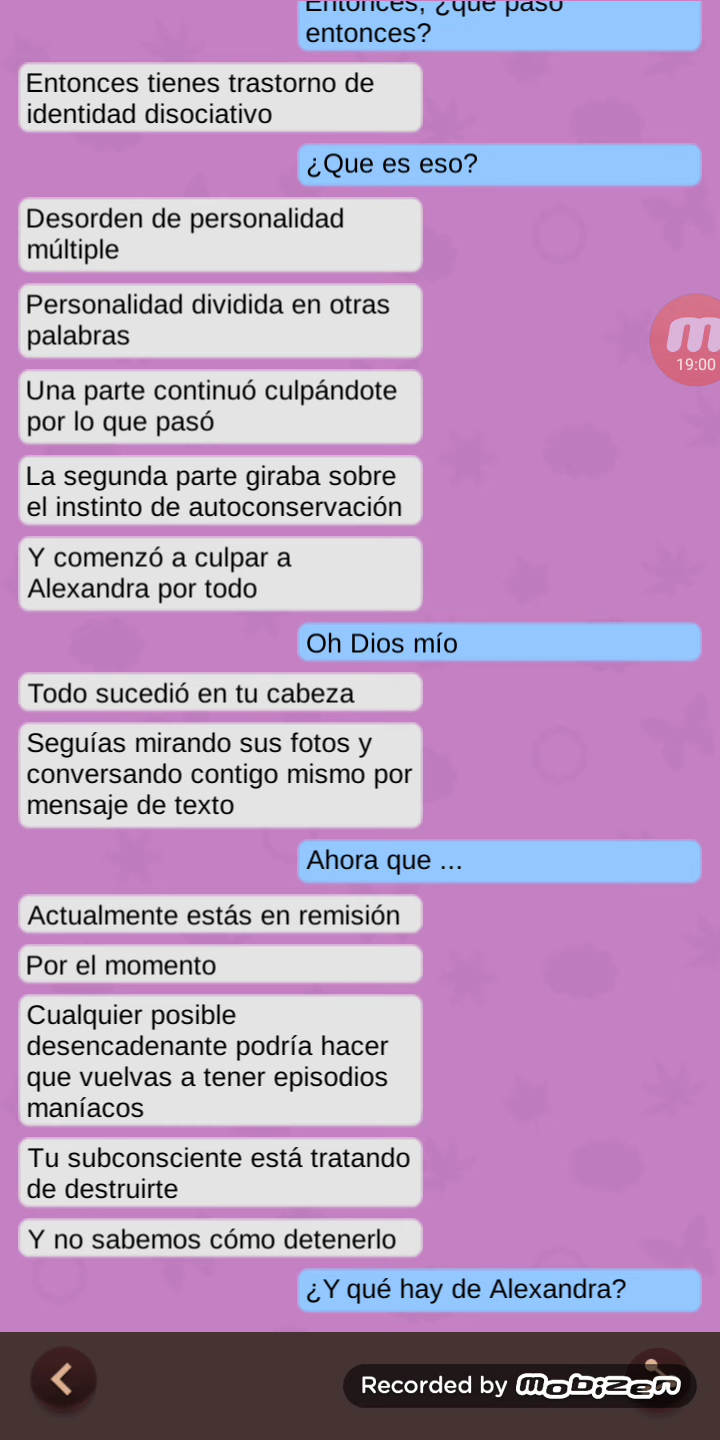 Entonces, ¿qué pasó
entonces?
Entonces tienes trastorno de
identidad disociativo
¿Que es eso?
Desorden de personalidad
múltiple
Personalidad dividida en otras
palabras
19:00
Una parte continuó culpándote
por lo que pasó
La segunda parte giraba sobre
el instinto de autoconservación
Y comenzó a culpar a
Alexandra por todo
Oh Dios mío
Todo sucedió en tu cabeza
Seguías mirando sus fotos y
conversando contigo mismo por
mensaje de texto
Ahora que ...
Actualmente estás en remisión
Por el momento
Cualquier posible
desencadenante podría hacer
que vuelvas a tener episodios
maníacos
Tu subconsciente está tratando
de destruirte
Y no sabemos cómo detenerlo
¿Y qué hay de Alexandra?
Recorded by mobizen